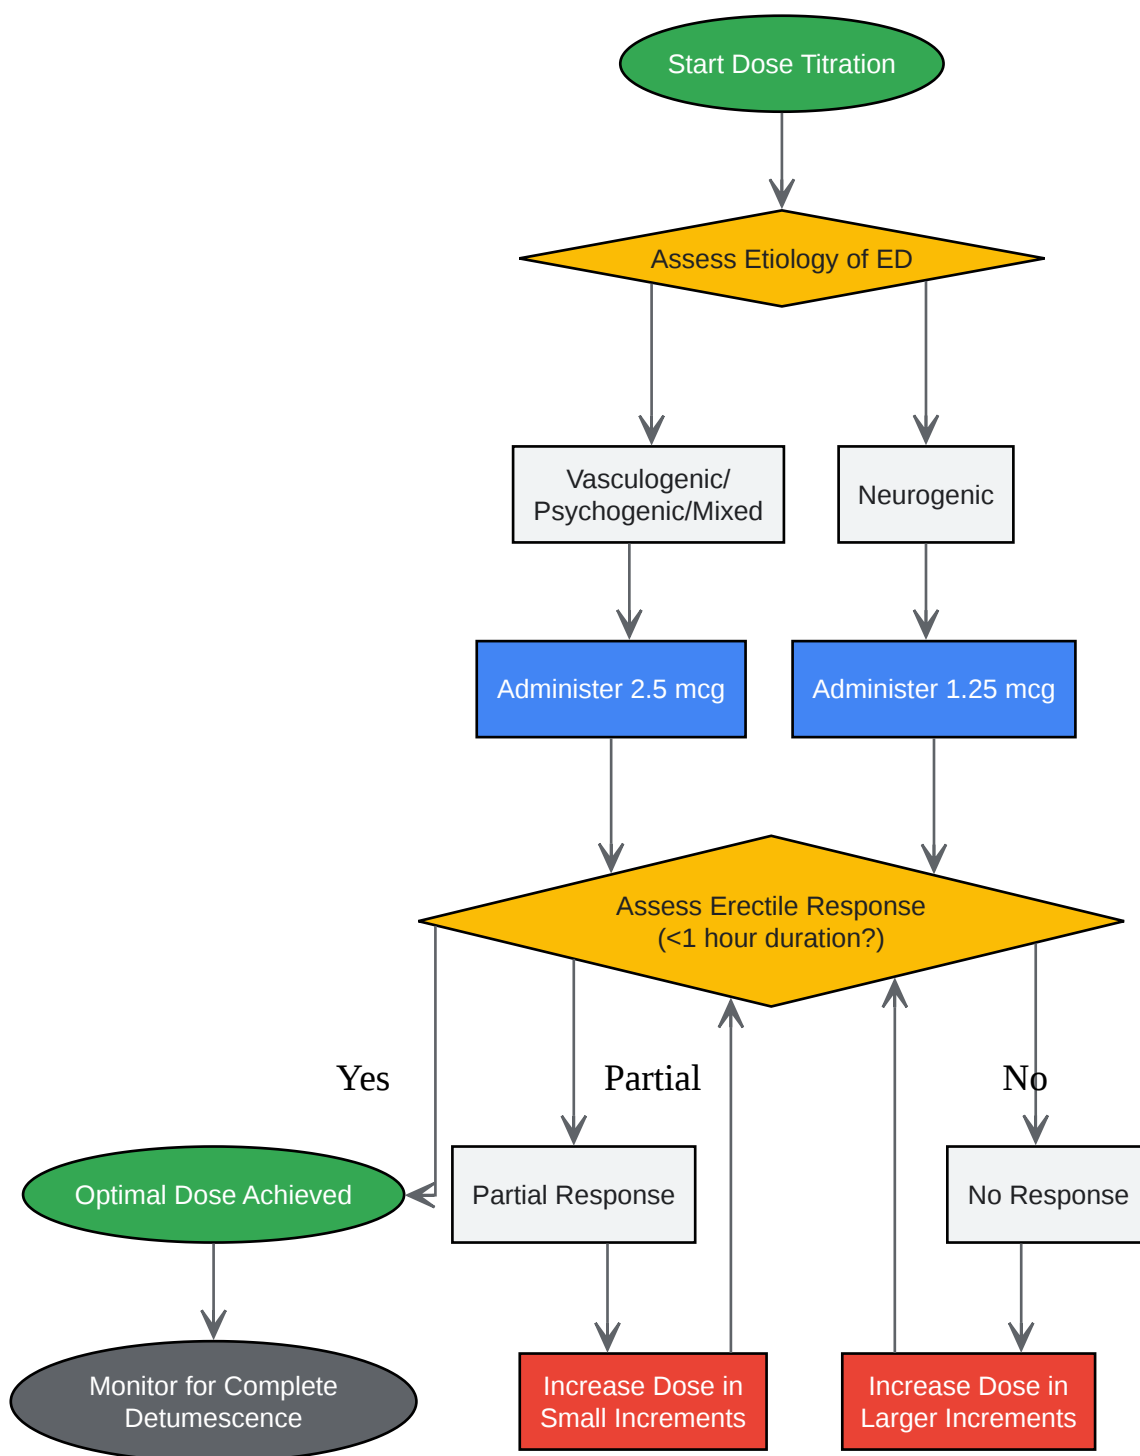 Start Dose Titration
Assess Etiology of ED
Vasculogenic/
Psychogenic/Mixed
Neurogenic
Administer 2.5 mcg
Administer 1.25 mcg
Assess Erectile Response
(<1 hour duration?)
Yes
Partial
No
Optimal Dose Achieved
Partial Response
No Response
Monitor for Complete
Detumescence
Increase Dose in
Small Increments
Increase Dose in
Larger Increments